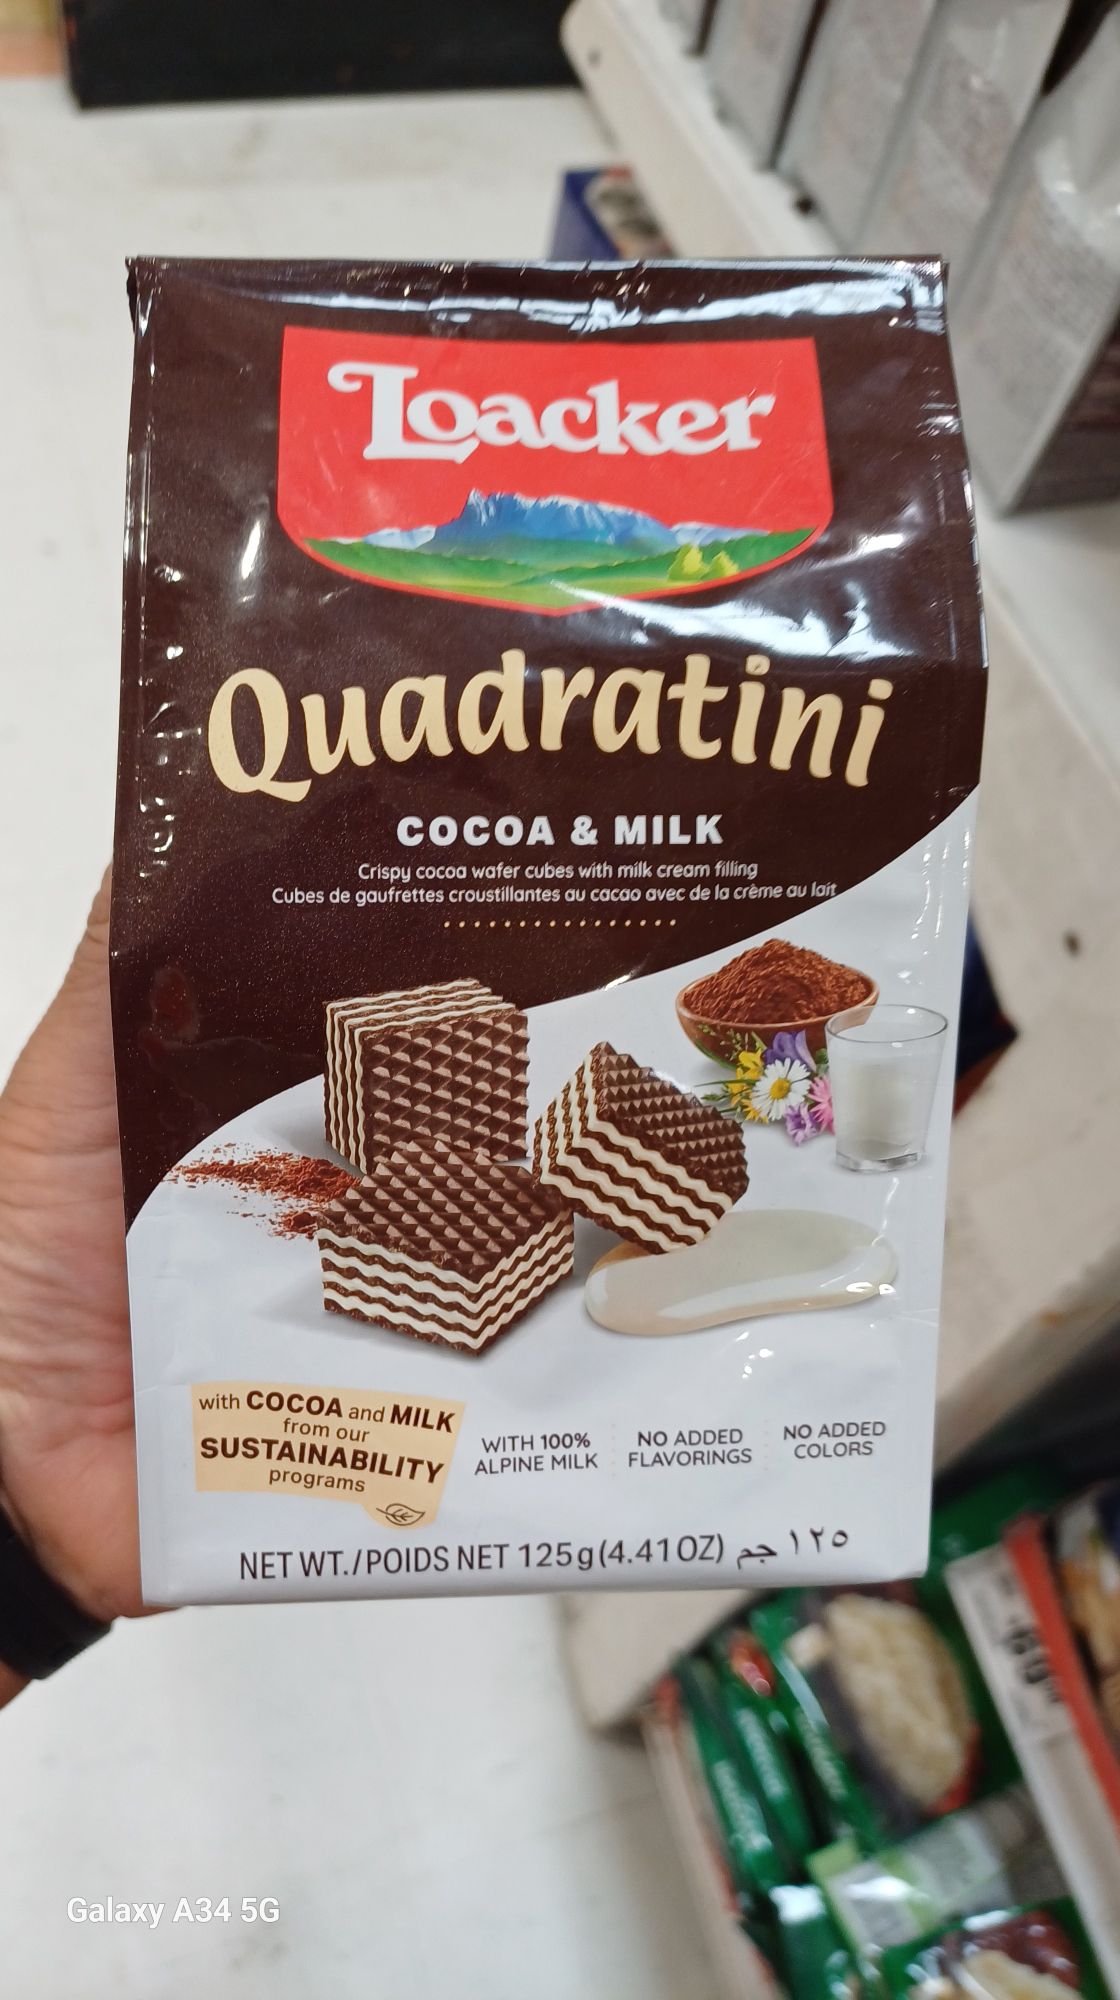 Loacker
Quadratini
COCOA & MILK
Crispy cocoa wafer cubes with milk cream filling
Cubes de gaufrettes croustillantes au cacao avec de la crème au lait
with COCOA and MILK
from our
SUSTAINABILITY
programs
WITH 100%
ALPINE MILK
NO ADDED
FLAVORINGS
NO ADDED
COLORS
NET WT./POIDS NET 125g(4.41OZ) ١٢٥ جم
Galaxy A34 5G